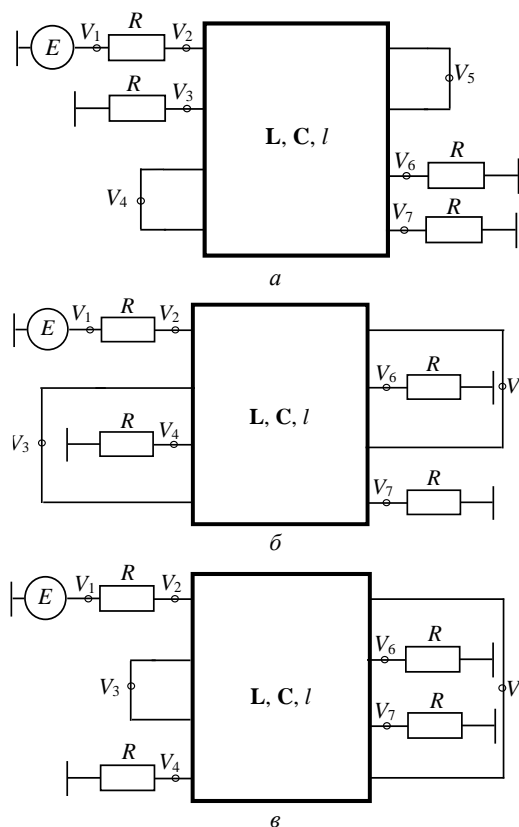 E V1 R V2
R V3
V4
L, C, l
V5
V6 R
V7 R
а
E V1 R V2
V3
R V4
L, C, l
V6 R V
V7 R
б
E V1 R V2
V3
R V4
L, C, l
V6 R
V
V7 R
в